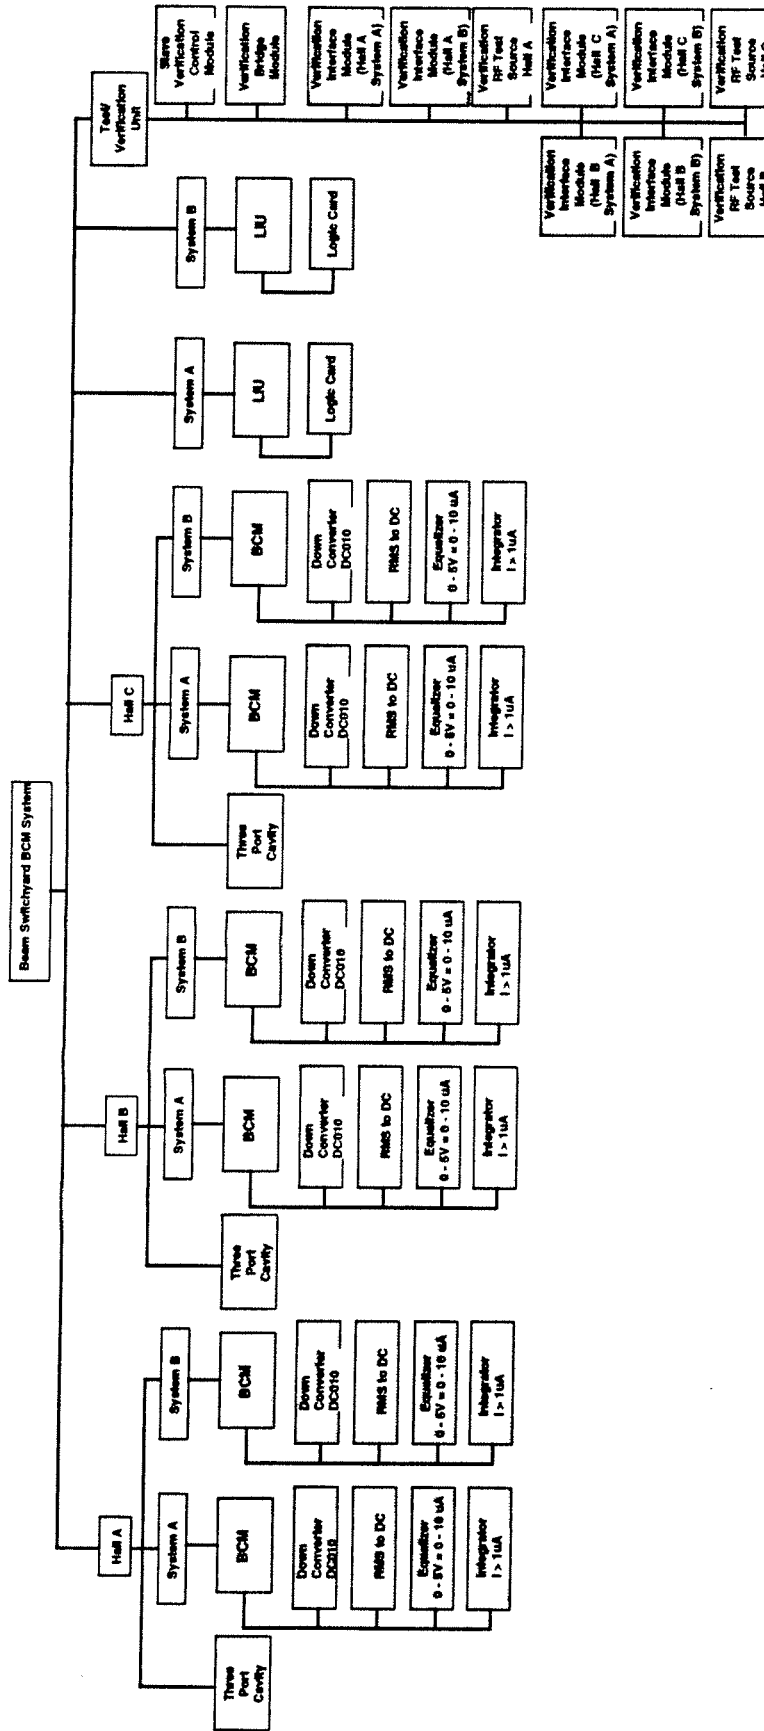 Beam Switchyard BCM System
Hall A
Three
Port
Cavity
System A
BCM
Down
Converter
DC010
RMS to DC
Equalizer
0 - 5V = 0 - 10 uA
Integrator
I > 1uA
System B
BCM
Down
Converter
DC010
RMS to DC
Equalizer
0 - 5V = 0 - 10 uA
Integrator
I > 1uA
Hall B
Three
Port
Cavity
System A
BCM
Down
Converter
DC010
RMS to DC
Equalizer
0 - 5V = 0 - 10 uA
Integrator
I > 1uA
System B
BCM
Down
Converter
DC010
RMS to DC
Equalizer
0 - 5V = 0 - 10 uA
Integrator
I > 1uA
Hall C
Three
Port
Cavity
System A
BCM
Down
Converter
DC010
RMS to DC
Equalizer
0 - 5V = 0 - 10 uA
Integrator
I > 1uA
System B
BCM
Down
Converter
DC010
RMS to DC
Equalizer
0 - 5V = 0 - 10 uA
Integrator
I > 1uA
System A
LIU
Logic Card
System B
LIU
Logic Card
Test/
Verification
Unit
Slave
Verification
Control
Module
Verification
Bridge
Module
Verification
Interface
Module
(Hall A
System A)
Verification
Interface
Module
(Hall A
System B)
Verification
RF Test
Source
Hall A
Verification
Interface
Module
(Hall B
System A)
Verification
Interface
Module
(Hall C
System A)
Verification
Interface
Module
(Hall B
System B)
Verification
Interface
Module
(Hall C
System B)
Verification
RF Test
Source
Hall B
Verification
RF Test
Source
Hall C